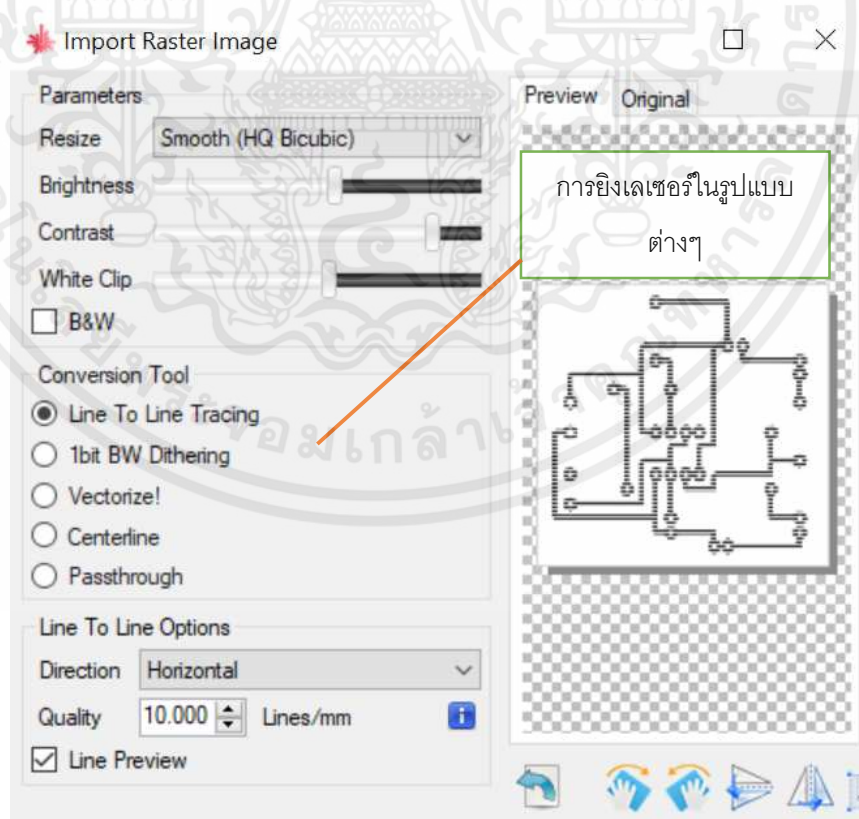 Import Raster Image
Parameters
Resize Smooth (HQ Bicubic)
Brightness
Contrast
White Clip
B&W
Conversion Tool
Line To Line Tracing
1bit BW Dithering
Vectorize!
Centerline
Passthrough
Line To Line Options
Direction Horizontal
Quality 10.000 Lines/mm
Line Preview
Preview Original
การยิงเลเซอร์ในรูปแบบ
ต่างๆ